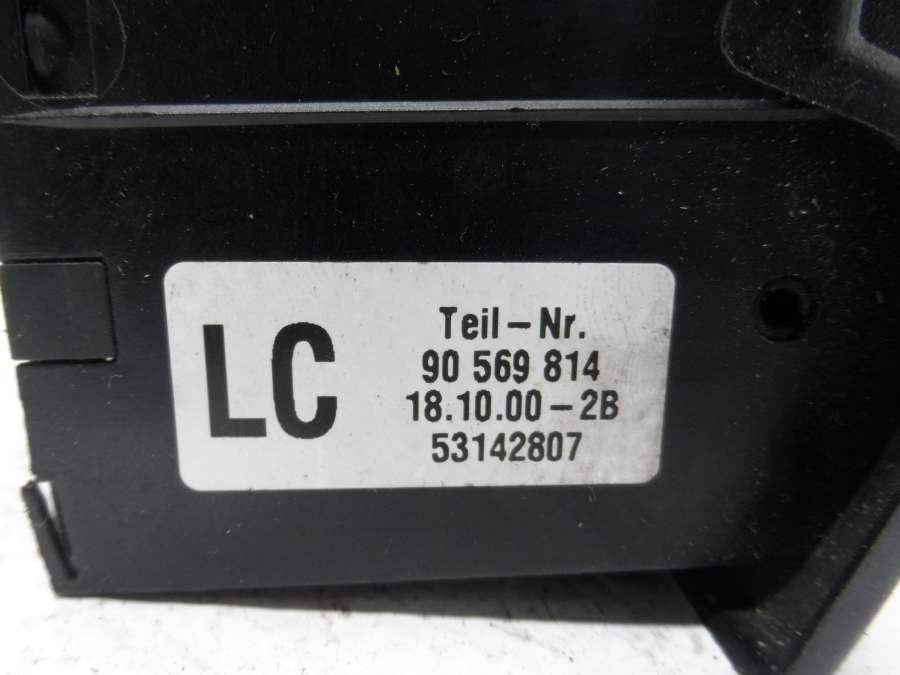 LC
Teil-Nr.
90 569 814
18.10.00-2B
53142807